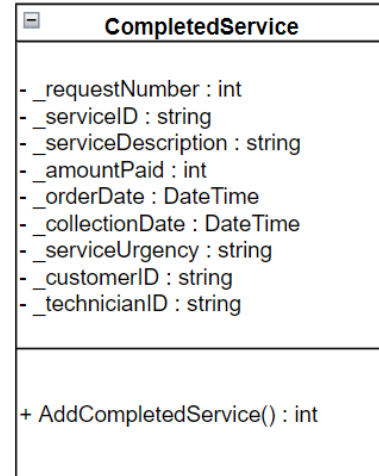 CompletedService
- _requestNumber : int
- _serviceID : string
- _serviceDescription : string
- _amountPaid : int
- _orderDate : DateTime
- _collectionDate : DateTime
- _serviceUrgency : string
- _customerID : string
- _technicianID : string
+ AddCompletedService() : int